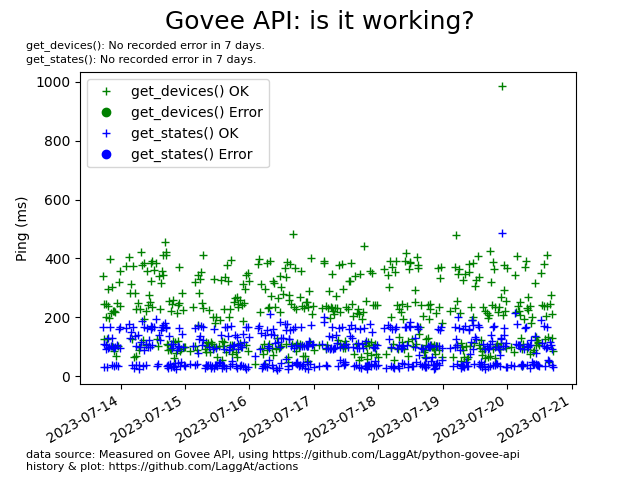 Govee API: is it working?
get_devices(): No recorded error in 7 days.
get_states(): No recorded error in 7 days.
get_devices() OK
get_devices() Error
get_states() OK
get_states() Error
Ping (ms)
1000
800
600
400
200
0
2023-07-14
2023-07-15
2023-07-16
2023-07-17
2023-07-18
2023-07-19
2023-07-20
2023-07-21
data source: Measured on Govee API, using https://github.com/LaggAt/python-govee-api
history & plot: https://github.com/LaggAt/actions